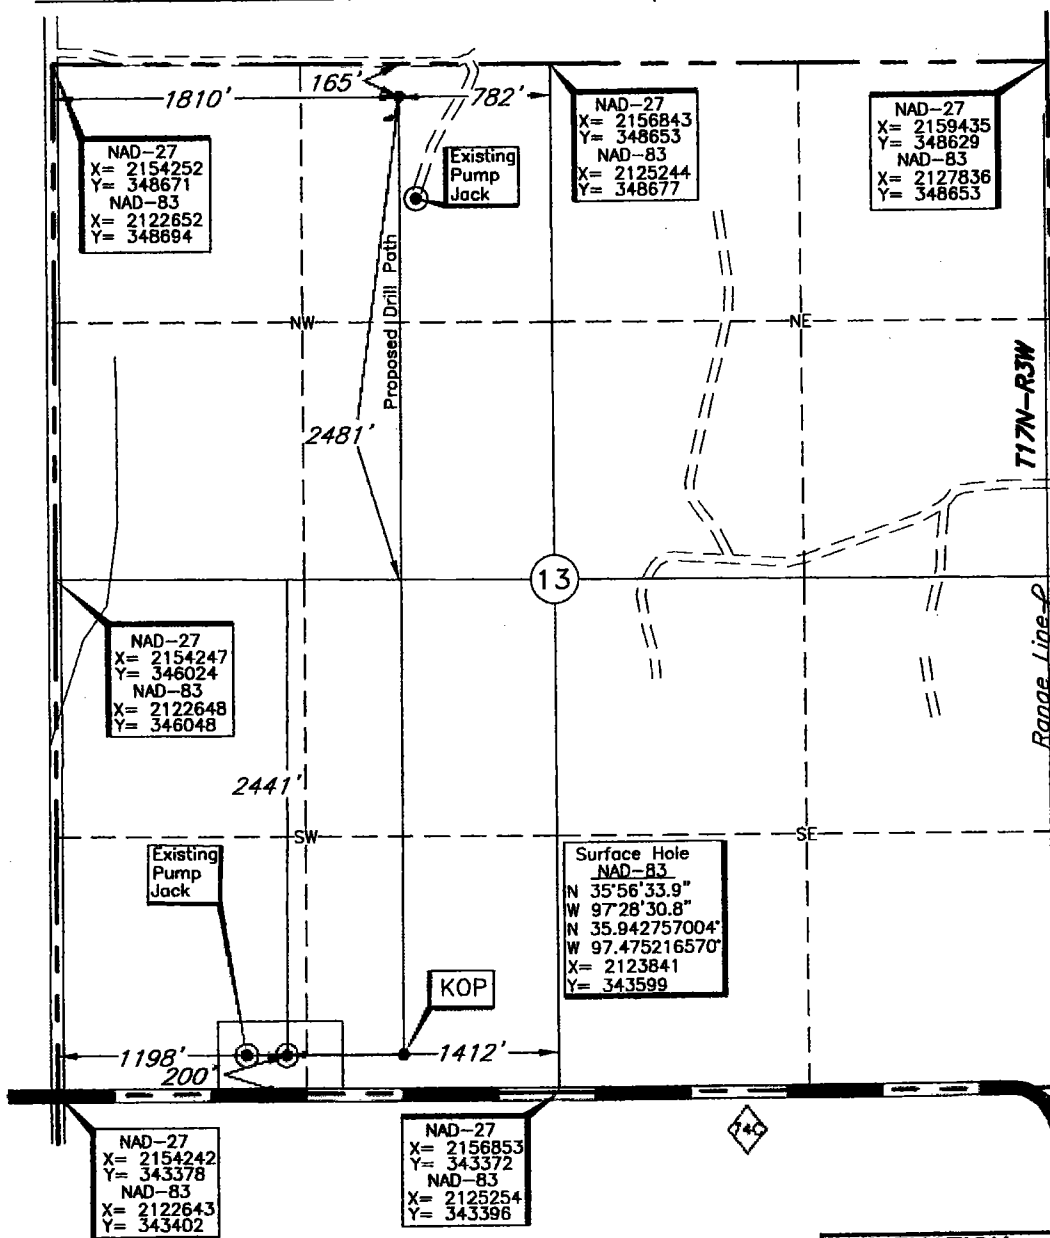 165'
1810'
782'
NAD-27
X= 2154252
Y= 348671
NAD-83
X= 2122652
Y= 348694
Existing
Pump
Jack
NAD-27
X= 2156843
Y= 348653
NAD-83
X= 2125244
Y= 348677
NAD-27
X= 2159435
Y= 348629
NAD-83
X= 2127836
Y= 348653
Proposed Drill Path
NW
NE
T17N-R3W
2481'
13
NAD-27
X= 2154247
Y= 346024
NAD-83
X= 2122648
Y= 346048
Range Line
2441'
SW
SE
Existing
Pump
Jack
Surface Hole
NAD-83
N 35°56'33.9"
W 97°28'30.8"
N 35.942757004°
W 97.475216570°
X= 2123841
Y= 343599
KOP
1198'
1412'
200'
74C
NAD-27
X= 2154242
Y= 343378
NAD-83
X= 2122643
Y= 343402
NAD-27
X= 2156853
Y= 343372
NAD-83
X= 2125254
Y= 343396